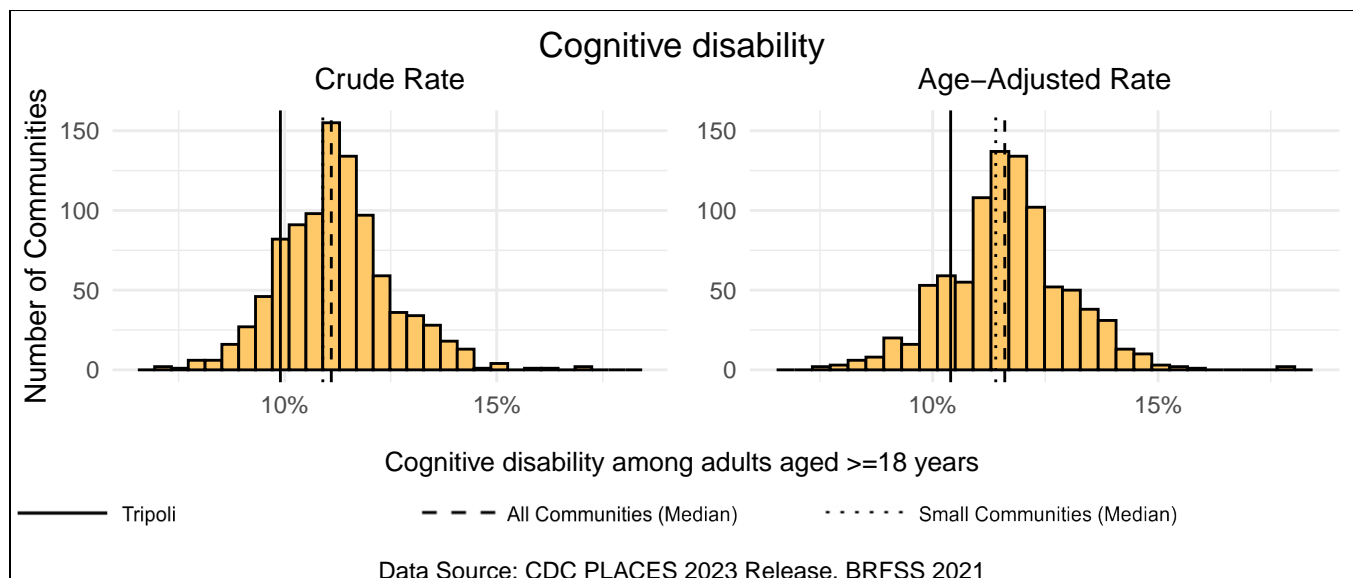 Cognitive disability
Crude Rate
Age−Adjusted Rate
Number of Communities
150
100
50
0
10%
15%
150
100
50
0
10%
15%
Cognitive disability among adults aged >=18 years
Tripoli
All Communities (Median)
Small Communities (Median)
Data Source: CDC PLACES 2023 Release, BRFSS 2021